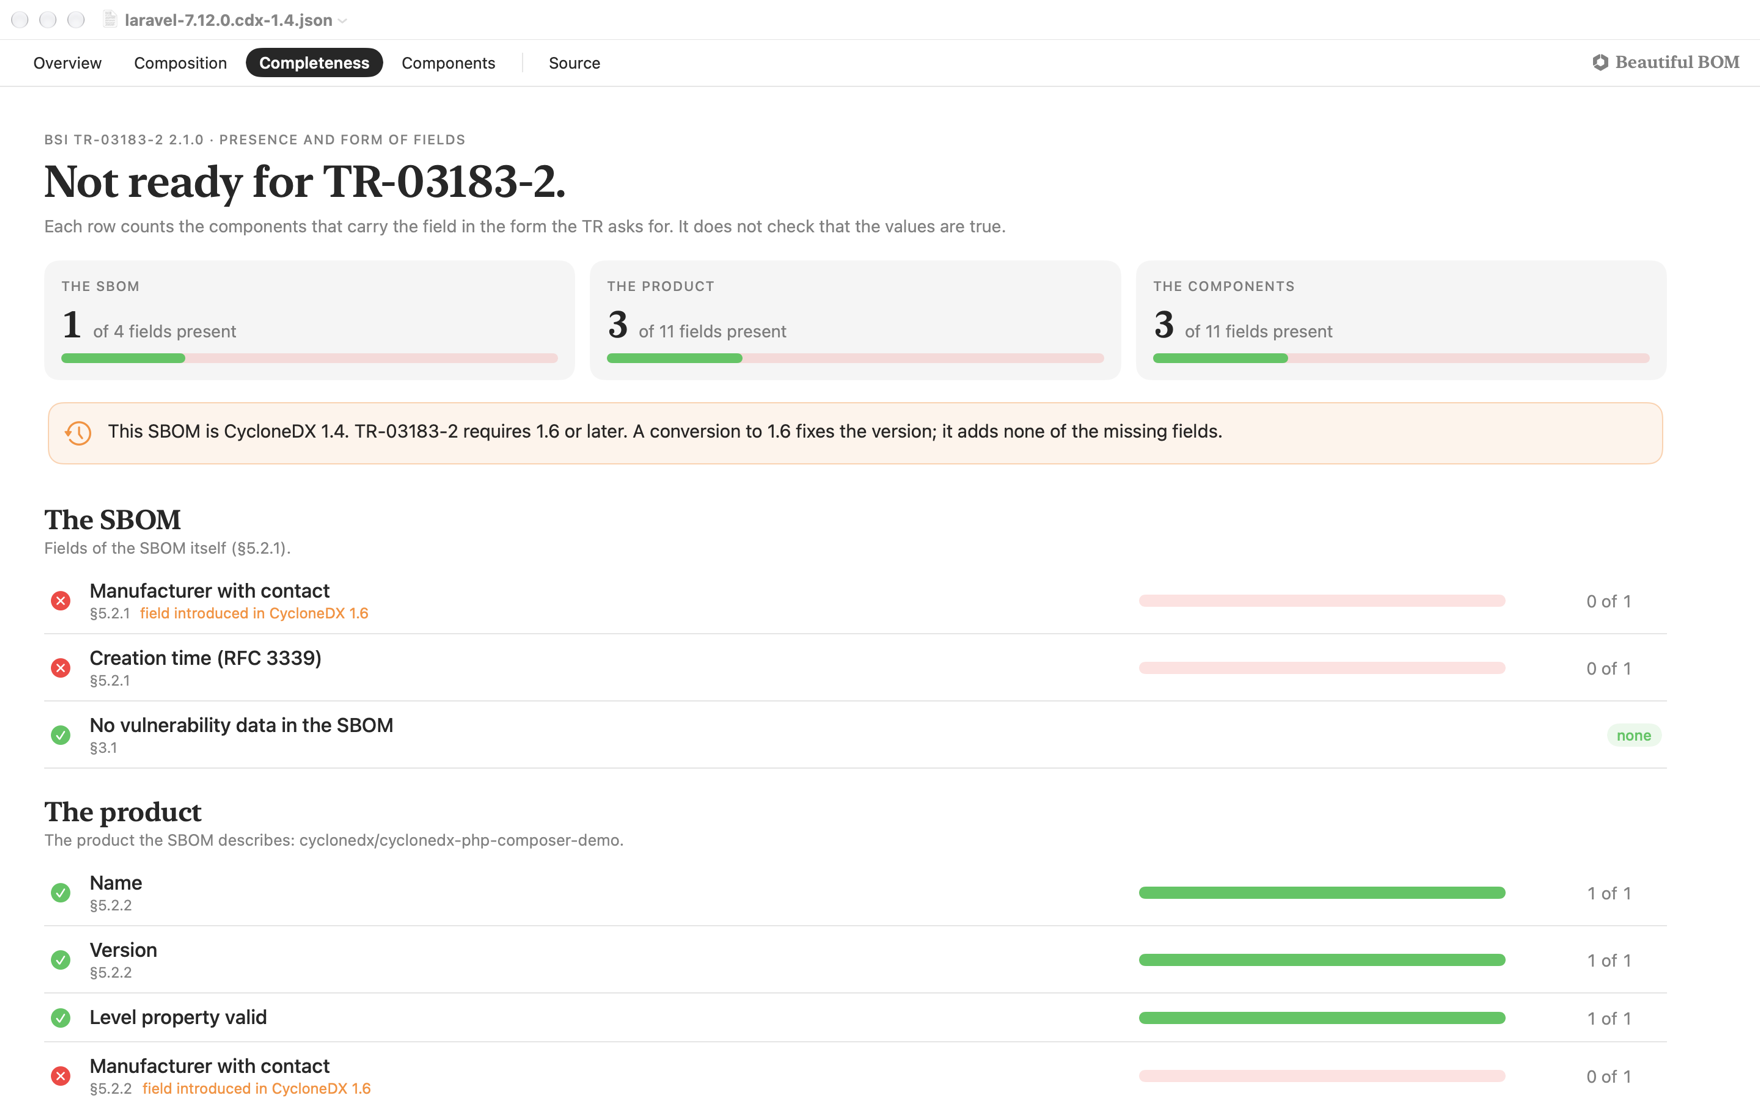 laravel-7.12.0.cdx-1.4.json
Overview
Composition
Completeness
Components
Source
Beautiful BOM
BSI TR-03183-2 2.1.0 · PRESENCE AND FORM OF FIELDS
Not ready for TR-03183-2.
Each row counts the components that carry the field in the form the TR asks for. It does not check that the values are true.
THE SBOM
1 of 4 fields present
THE PRODUCT
3 of 11 fields present
THE COMPONENTS
3 of 11 fields present
This SBOM is CycloneDX 1.4. TR-03183-2 requires 1.6 or later. A conversion to 1.6 fixes the version; it adds none of the missing fields.
The SBOM
Fields of the SBOM itself (§5.2.1).
Manufacturer with contact
§5.2.1 field introduced in CycloneDX 1.6
0 of 1
Creation time (RFC 3339)
§5.2.1
0 of 1
No vulnerability data in the SBOM
§3.1
none
The product
The product the SBOM describes: cyclonedx/cyclonedx-php-composer-demo.
Name
§5.2.2
1 of 1
Version
§5.2.2
1 of 1
Level property valid
1 of 1
Manufacturer with contact
§5.2.2 field introduced in CycloneDX 1.6
0 of 1